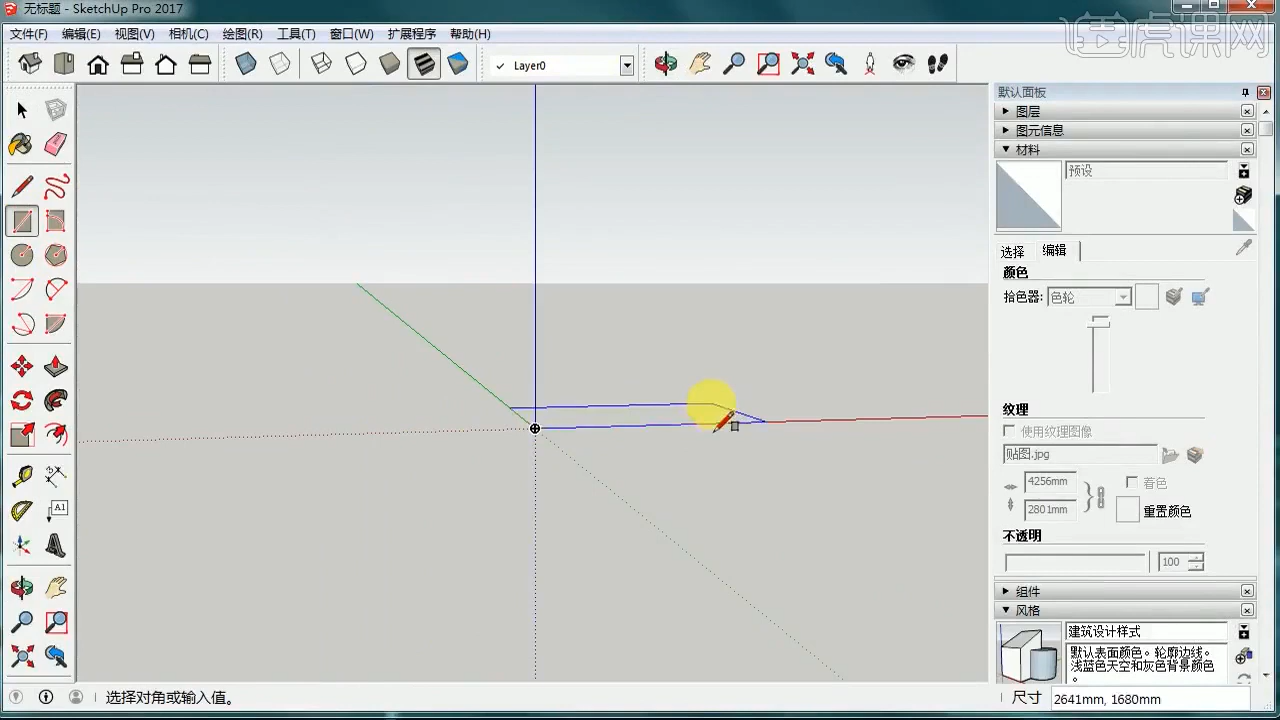 无标题 - SketchUp Pro 2017
虎课网
文件(F) 编辑(E) 视图(V) 相机(C) 绘图(R) 工具(T) 窗口(W) 扩展程序 帮助(H)
✓ Layer0
默认面板
图层
图元信息
材料
预设
选择 编辑
颜色
拾色器: 色轮
纹理
使用纹理图像
贴图.jpg
4256mm 着色
2801mm 重置颜色
不透明
100
组件
风格
建筑设计样式
默认表面颜色。轮廓边线。
浅蓝色天空和灰色背景颜色
。
A1
选择对角或输入值。
尺寸 2641mm, 1680mm